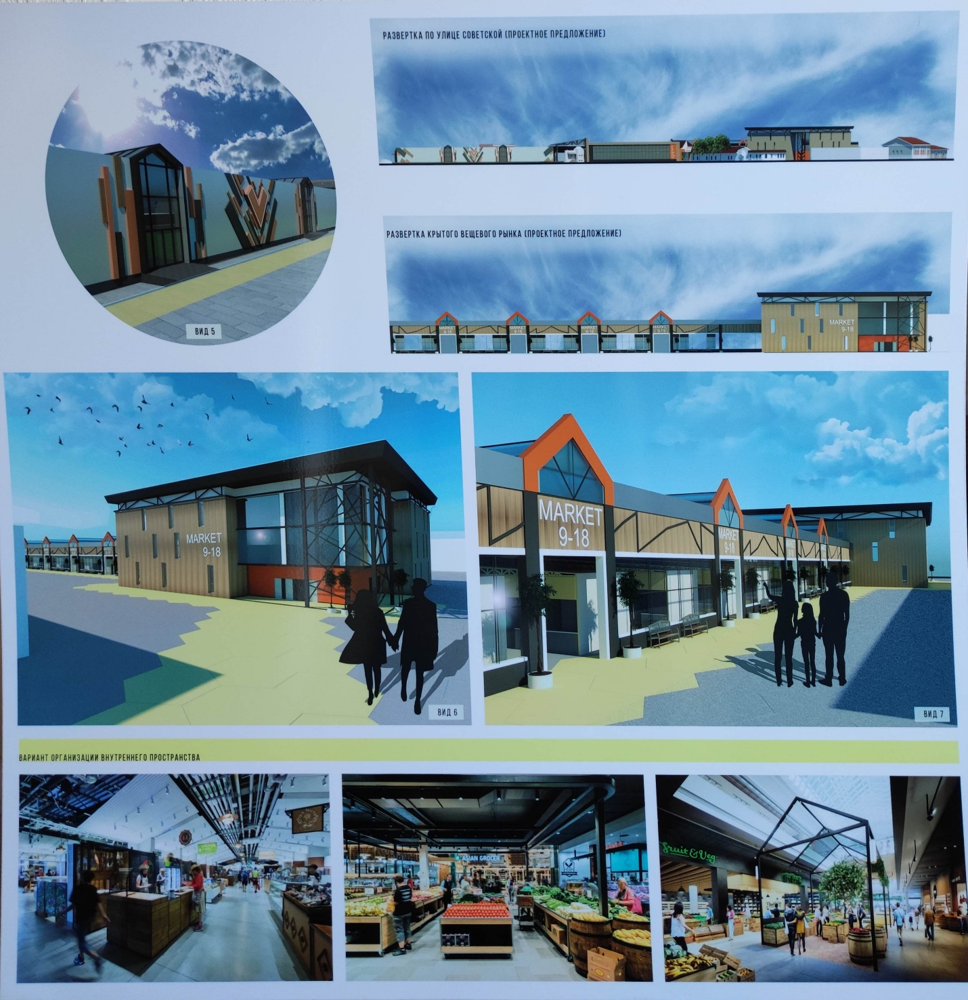 РАЗВЕРТКА ПО УЛИЦЕ СОВЕТСКОЙ (ПРОЕКТНОЕ ПРЕДЛОЖЕНИЕ)
ВИД 5
РАЗВЕРТКА КРЫТОГО ВЕЩЕВОГО РЫНКА (ПРОЕКТНОЕ ПРЕДЛОЖЕНИЕ)
MARKET
9-18
MARKET
9-18
MARKET
9-18
MARKET
9-18
MARKET
9-18
MARKET
9-18
ВИД 6
MARKET
9-18
MARKET
9-18
ВИД 7
ВАРИАНТ ОРГАНИЗАЦИИ ВНУТРЕННЕГО ПРОСТРАНСТВА
ASIAN GROCER
Fruit & Veg